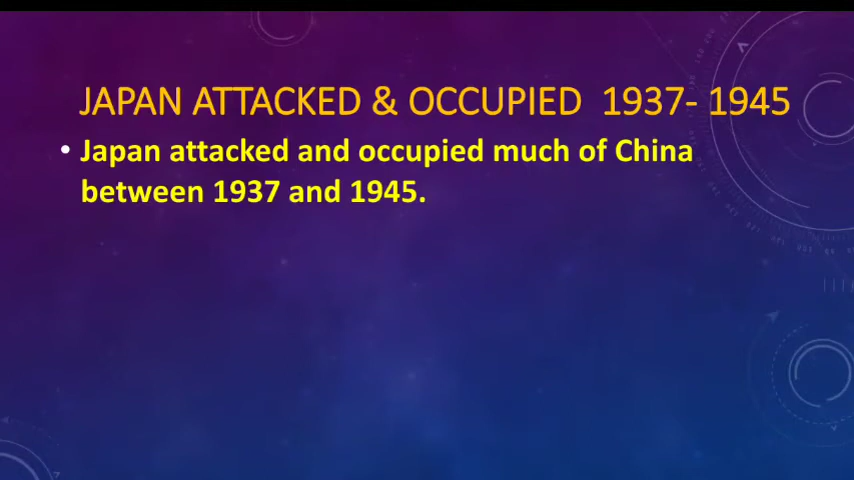 JAPAN ATTACKED & OCCUPIED 1937- 1945
• Japan attacked and occupied much of China
between 1937 and 1945.